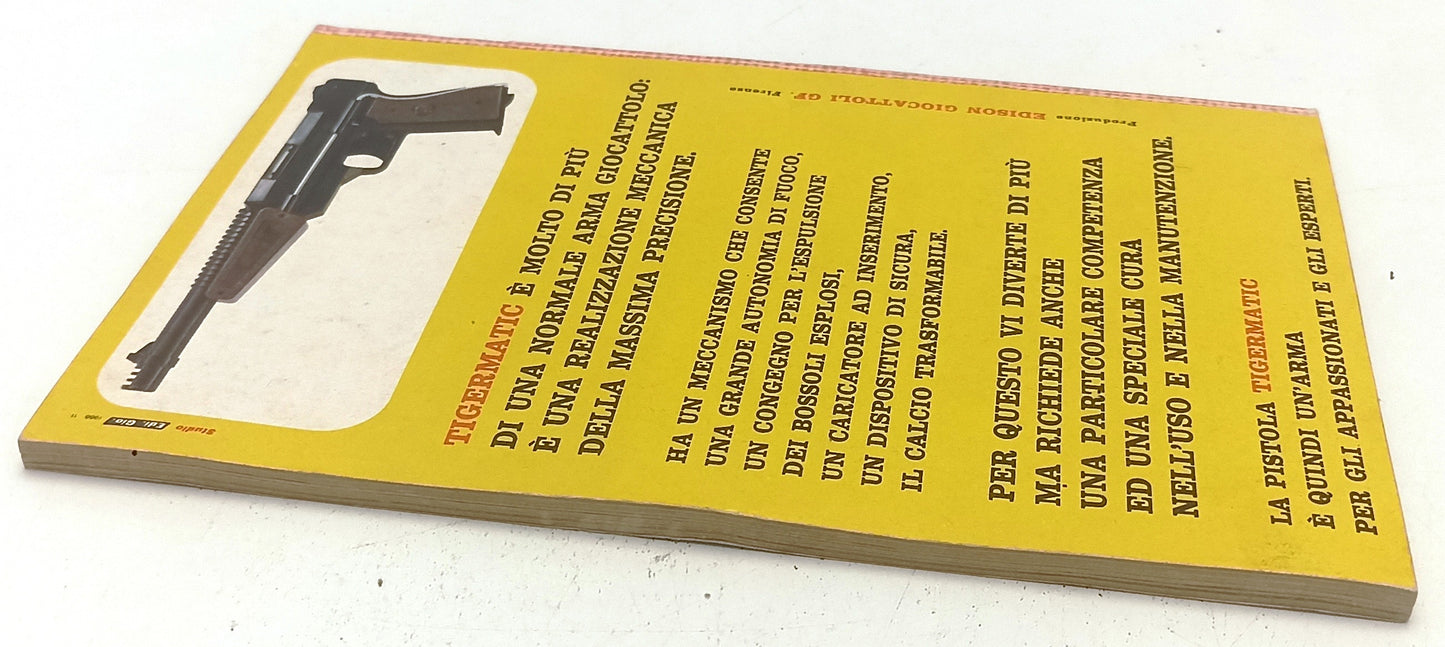 TIGERMATIC È MOLTO DI PIÙ
DI UNA NORMALE ARMA GIOCATTOLO:
È UNA REALIZZAZIONE MECCANICA
DELLA MASSIMA PRECISIONE.
HA UN MECCANISMO CHE CONSENTE
UNA GRANDE AUTONOMIA DI FUOCO,
UN CONGEGNO PER L'ESPULSIONE
DEI BOSSOLI ESPLOSI,
UN CARICATORE AD INSERIMENTO,
UN DISPOSITIVO DI SICURA,
IL CALCIO TRASFORMABILE.
PER QUESTO VI DIVERTE DI PIÙ
MA RICHIEDE ANCHE
UNA PARTICOLARE COMPETENZA
ED UNA SPECIALE CURA
NELL'USO E NELLA MANUTENZIONE.
LA PISTOLA TIGERMATIC
È QUINDI UN'ARMA
PER GLI APPASSIONATI E GLI ESPERTI.
Produzione EDISON GIOCATTOLI GF. Firenze
Studio Edi. Gio.